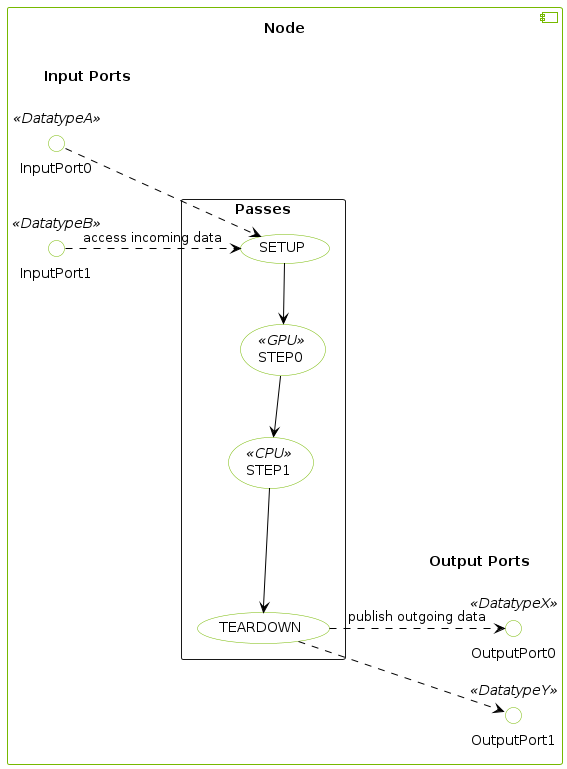 Node
Input Ports
«DatatypeA»
InputPort0
Passes
«DatatypeB»
access incoming data
SETUP
InputPort1
«GPU»
STEP0
«CPU»
STEP1
Output Ports
«DatatypeX»
publish outgoing data
TEARDOWN
OutputPort0
«DatatypeY»
OutputPort1